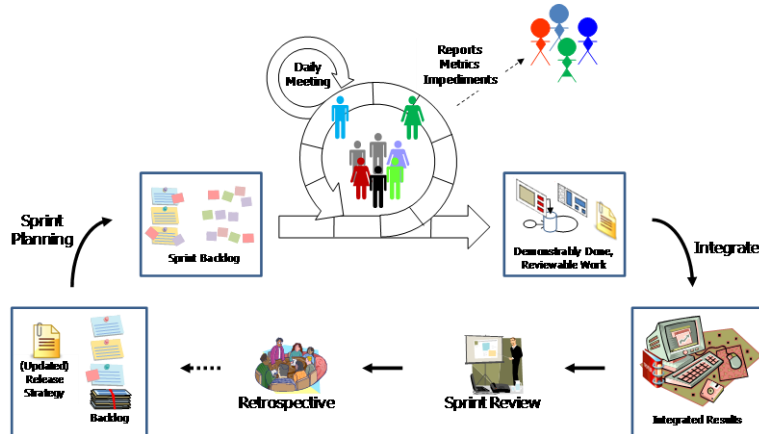 Daily
Meeting
Reports
Metrics
Impediments
Sprint
Planning
Sprint Backlog
Demonstrably Done,
Reviewable Work
Integrate
(Updated)
Release
Strategy
Backlog
Retrospective
Sprint Review
Integrated Results